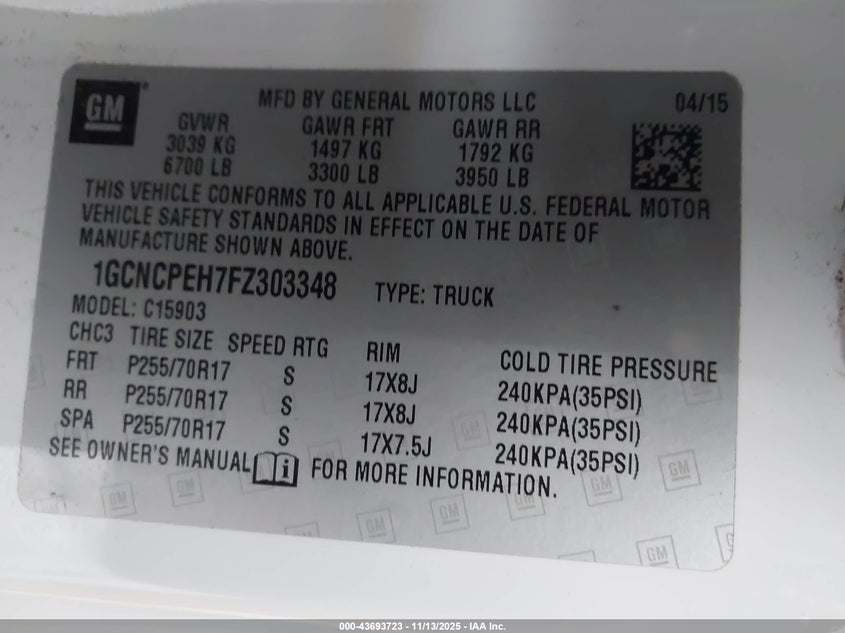 GM
MFD BY GENERAL MOTORS LLC 04/15
GVWR GAWR FRT GAWR RR
3039 KG 1497 KG 1792 KG
6700 LB 3300 LB 3950 LB
THIS VEHICLE CONFORMS TO ALL APPLICABLE U.S. FEDERAL MOTOR
VEHICLE SAFETY STANDARDS IN EFFECT ON THE DATE OF
MANUFACTURE SHOWN ABOVE.
1GCNCPEH7FZ303348 TYPE: TRUCK
MODEL: C15903
CHC3 TIRE SIZE SPEED RTG RIM COLD TIRE PRESSURE
FRT P255/70R17 S 17X8J 240KPA(35PSI)
RR P255/70R17 S 17X8J 240KPA(35PSI)
SPA P255/70R17 S 17X7.5J 240KPA(35PSI)
SEE OWNER'S MANUAL FOR MORE INFORMATION.
000-43693723 - 11/13/2025 - IAA Inc.